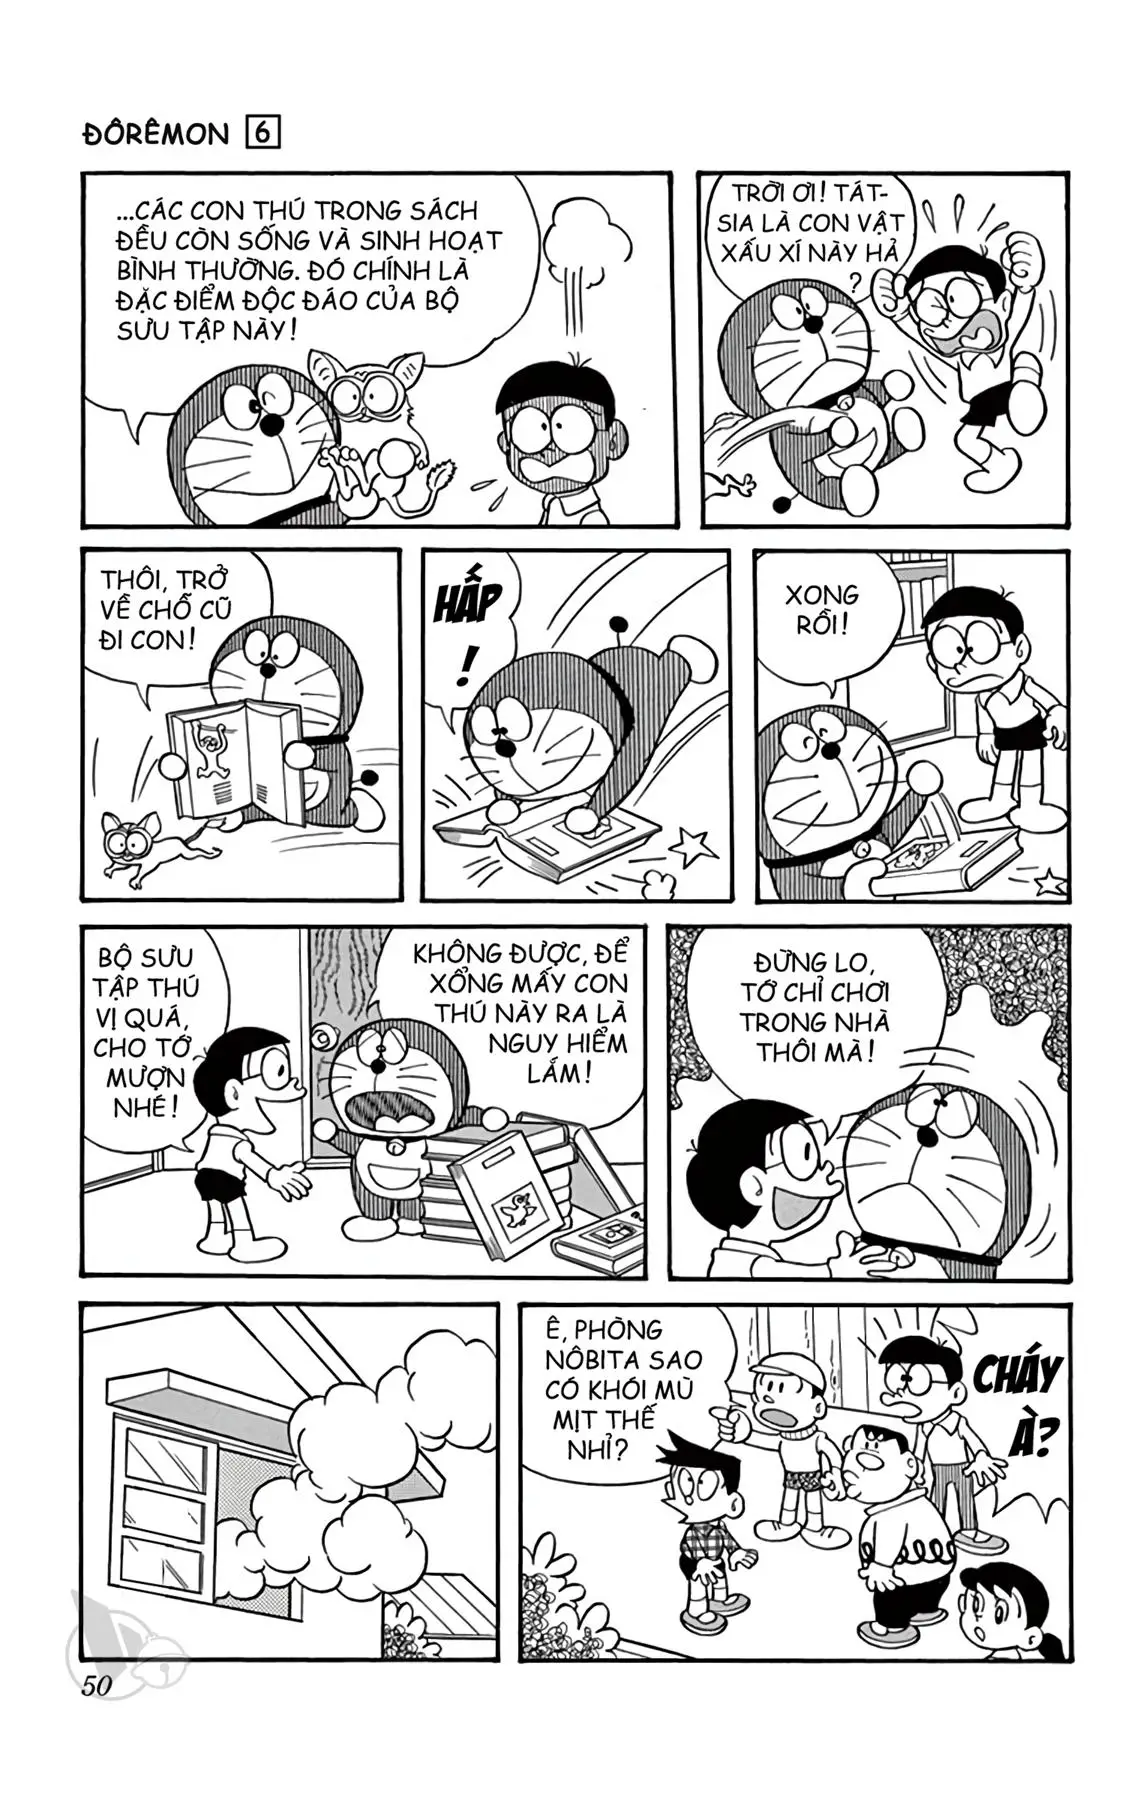 ĐÔRÊMON 6
...CÁC CON THÚ TRONG SÁCH
ĐỀU CÒN SỐNG VÀ SINH HOẠT
BÌNH THƯỜNG. ĐÓ CHÍNH LÀ
ĐẶC ĐIỂM ĐỘC ĐÁO CỦA BỘ
SƯU TẬP NÀY!
TRỜI ƠI! TÁT-
SIA LÀ CON VẬT
XẤU XÍ NÀY HẢ
?
THÔI, TRỞ
VỀ CHỖ CŨ
ĐI CON!
HẤP
!
XONG
RỒI!
BỘ SƯU
TẬP THÚ
VỊ QUÁ,
CHO TỚ
MƯỢN
NHÉ!
KHÔNG ĐƯỢC, ĐỂ
XỔNG MẤY CON
THÚ NÀY RA LÀ
NGUY HIỂM
LẮM!
ĐỪNG LO,
TỚ CHỈ CHƠI
TRONG NHÀ
THÔI MÀ!
Ê, PHÒNG
NÔBITA SAO
CÓ KHÓI MÙ
MỊT THẾ
NHỈ?
CHÁY
À?
50